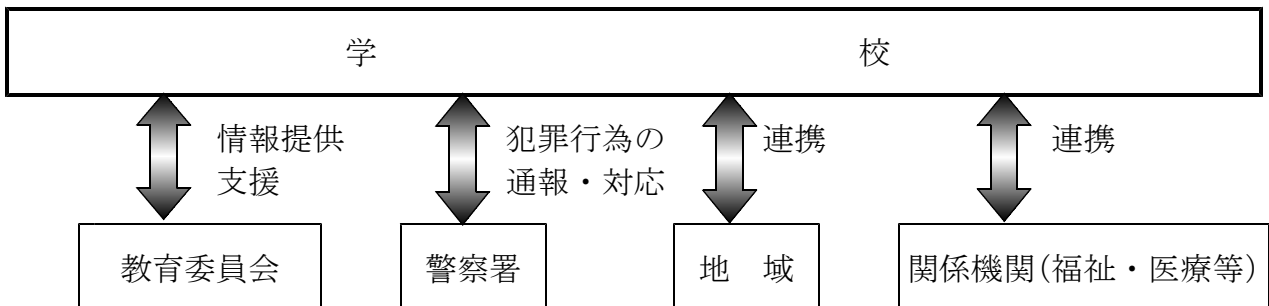 学　校
情報提供
支援
犯罪行為の
通報・対応
連携
連携
教育委員会
警察署
地　域
関係機関(福祉・医療等)